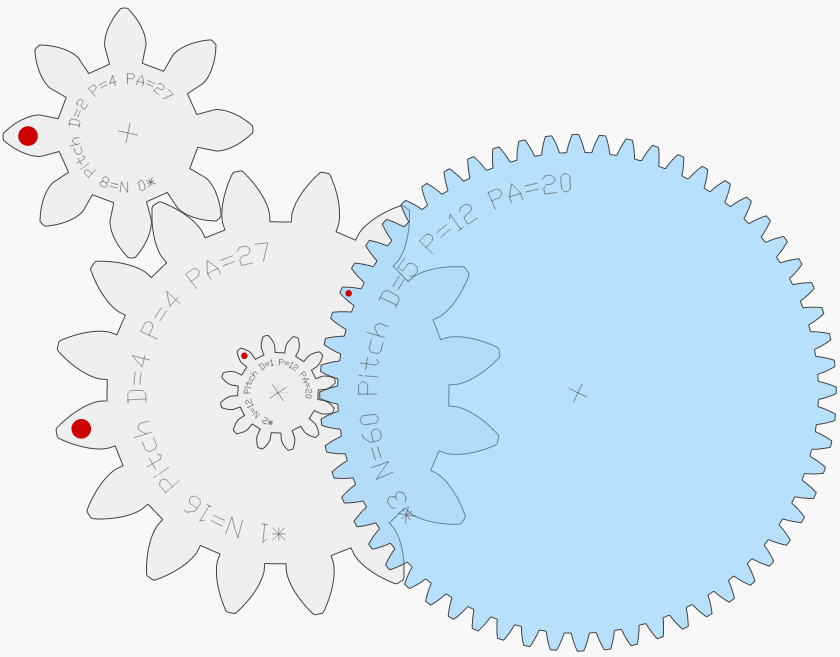 *0 N=8 Pitch D=2 P=4 PA=27
*1 N=16 Pitch D=4 P=4 PA=27
*2 N=12 Pitch D=1 P=12 PA=20
*3 N=60 Pitch D=5 P=12 PA=20